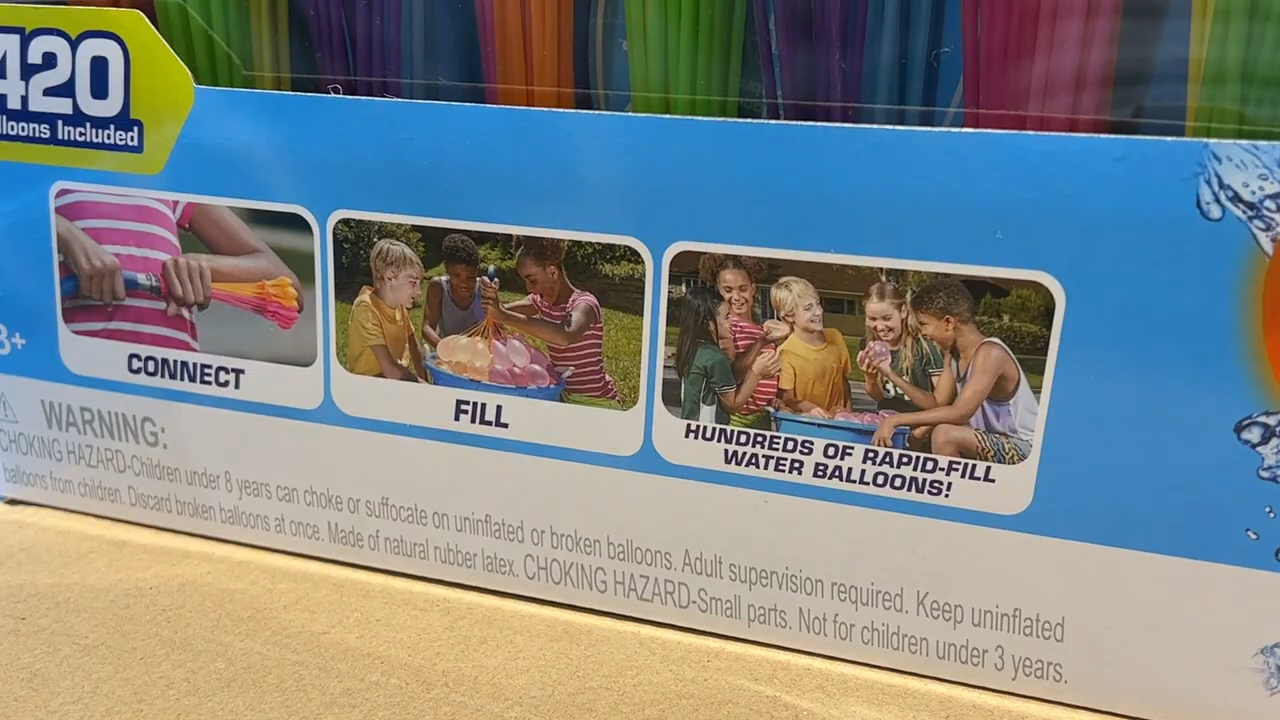 420
lloons Included
3+
CONNECT
FILL
HUNDREDS OF RAPID-FILL
WATER BALLOONS!
WARNING:
CHOKING HAZARD-Children under 8 years can choke or suffocate on uninflated or broken balloons. Adult supervision required. Keep uninflated
balloons from children. Discard broken balloons at once. Made of natural rubber latex. CHOKING HAZARD-Small parts. Not for children under 3 years.